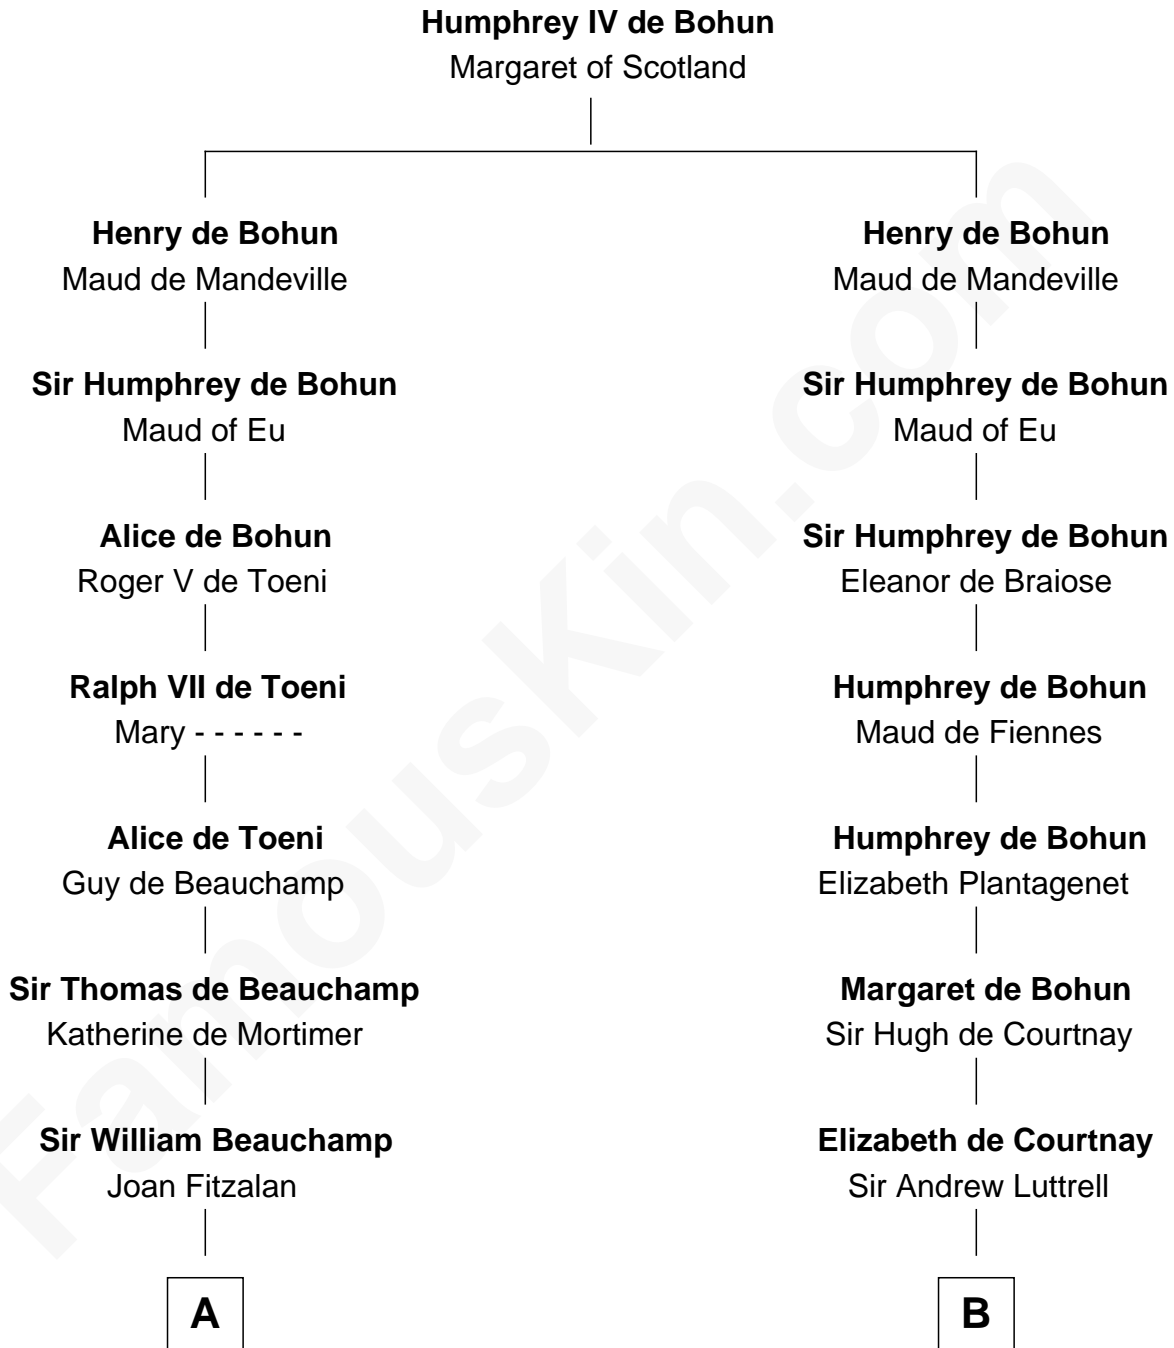 Humphrey IV de Bohun
Margaret of Scotland
Henry de Bohun
Maud de Mandeville
Henry de Bohun
Maud de Mandeville
Sir Humphrey de Bohun
Maud of Eu
Sir Humphrey de Bohun
Maud of Eu
Alice de Bohun
Roger V de Toeni
Sir Humphrey de Bohun
Eleanor de Braiose
Ralph VII de Toeni
Mary - - - - - -
Humphrey de Bohun
Maud de Fiennes
Alice de Toeni
Guy de Beauchamp
Humphrey de Bohun
Elizabeth Plantagenet
Sir Thomas de Beauchamp
Katherine de Mortimer
Margaret de Bohun
Sir Hugh de Courtnay
Sir William Beauchamp
Joan Fitzalan
Elizabeth de Courtnay
Sir Andrew Luttrell
A
B
FamousKin.com